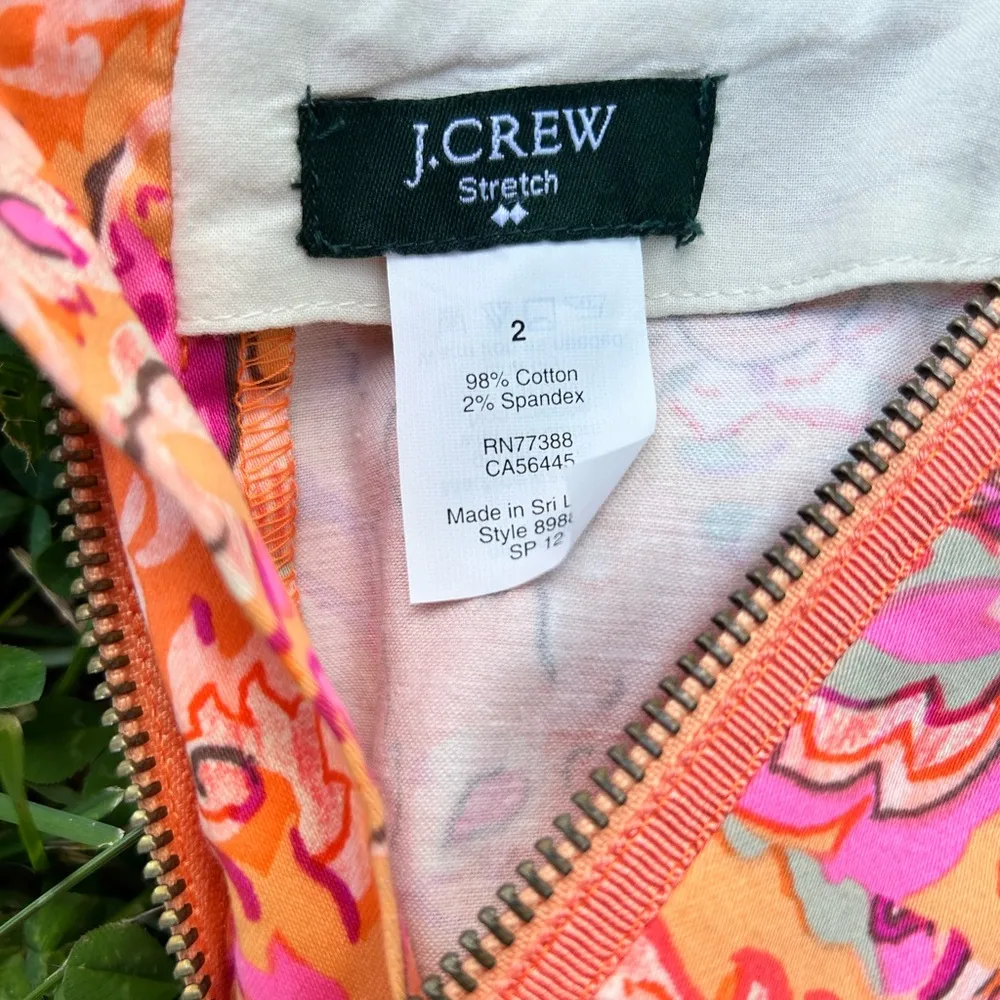 J.CREW
Stretch
2
98% Cotton
2% Spandex
RN77388
CA56445
Made in Sri L
Style 898
SP 12